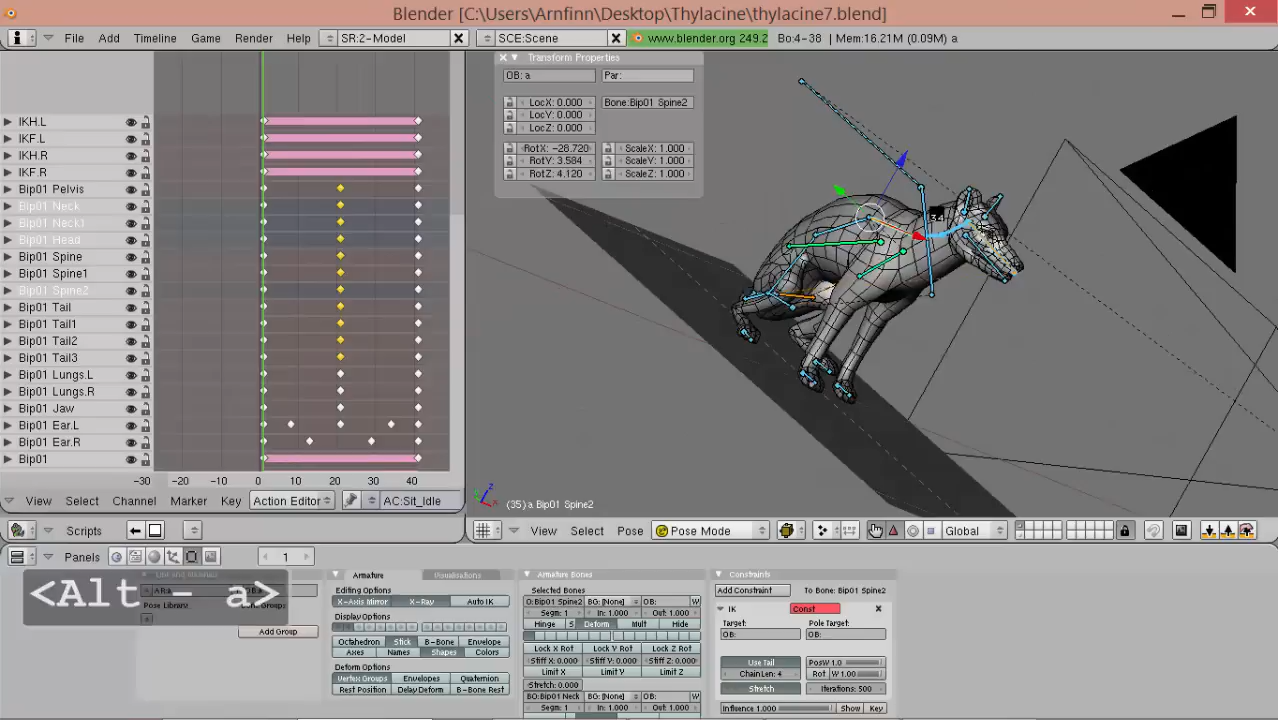 Blender [C:\Users\Arnfinn\Desktop\Thylacine\thylacine7.blend]
File Add Timeline Game Render Help SR:2-Model SCE:Scene www.blender.org 249.2 Bo:4-38 | Mem:16.21M (0.09M) a
Transform Properties
OB: a Par:
LocX: 0.000 Bone:Bip01 Spine2
LocY: 0.000
LocZ: 0.000
RotX: -28.720 ScaleX: 1.000
RotY: 3.584 ScaleY: 1.000
RotZ: 4.120 ScaleZ: 1.000
IKH.L
IKF.L
IKH.R
IKF.R
Bip01 Pelvis
Bip01 Neck
Bip01 Neck1
Bip01 Head
Bip01 Spine
Bip01 Spine1
Bip01 Spine2
Bip01 Tail
Bip01 Tail1
Bip01 Tail2
Bip01 Tail3
Bip01 Lungs.L
Bip01 Lungs.R
Bip01 Jaw
Bip01 Ear.L
Bip01 Ear.R
Bip01
-30 -20 -10 0 10 20 30 40
View Select Channel Marker Key Action Editor AC:Sit_Idle
(35) a Bip01 Spine2
Scripts
View Select Pose Pose Mode Global
Panels 1
<Alt - a>
Add Group
Armature Visualisations
Editing Options
X-Axis Mirror X-Ray Auto IK
Display Options
Octahedron Stick B-Bone Envelope
Axes Names Shapes Colors
Deform Options
Vertex Groups Envelopes Quaternion
Rest Position Delay Deform B-Bone Rest
Armature Bones
Selected Bones
O:Bip01 Spine2 BG: [None] OB: W
Segm: 1 In: 1.000 Out: 1.000
Hinge S Deform Mult Hide
Lock X Rot Lock Y Rot Lock Z Rot
Stiff X: 0.000 Stiff Y: 0.000 Stiff Z: 0.000
Limit X Limit Y Limit Z
Stretch: 0.000
BO:Bip01 Neck BG: [None] OB: W
Segm: 1 In: 1.000 Out: 1.000
Constraints
Add Constraint To Bone: Bip01 Spine2
IK Const
Target: Pole Target:
OB: OB:
Use Tail PosW 1.0
ChainLen: 4 Rot W 1.00
Stretch Iterations: 500
Influence 1.000 Show Key